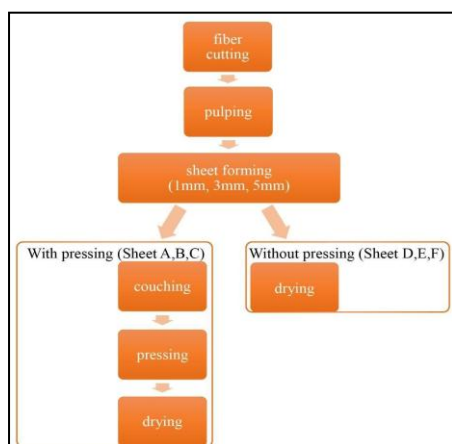 fiber
cutting
pulping
sheet forming
(1mm, 3mm, 5mm)
With pressing (Sheet A,B,C)
couching
pressing
drying
Without pressing (Sheet D,E,F)
drying